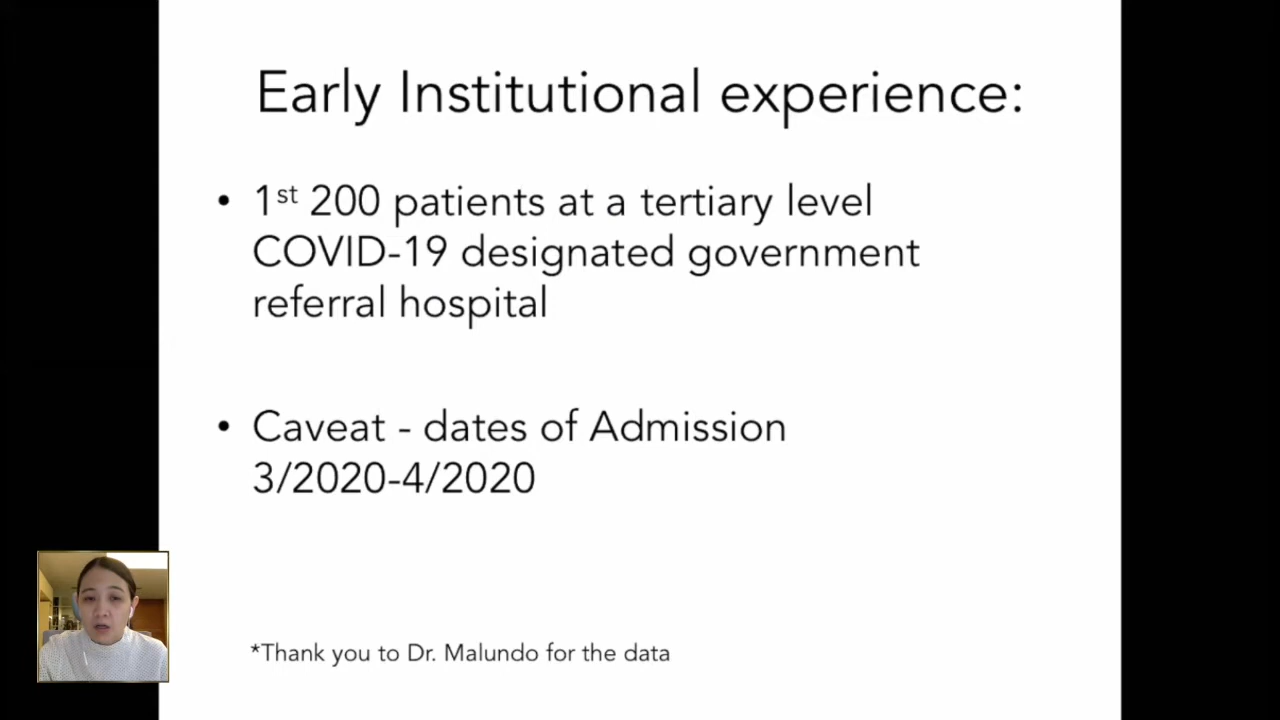 Early Institutional experience:
• 1st 200 patients at a tertiary level
COVID-19 designated government
referral hospital
• Caveat - dates of Admission
3/2020-4/2020
*Thank you to Dr. Malundo for the data